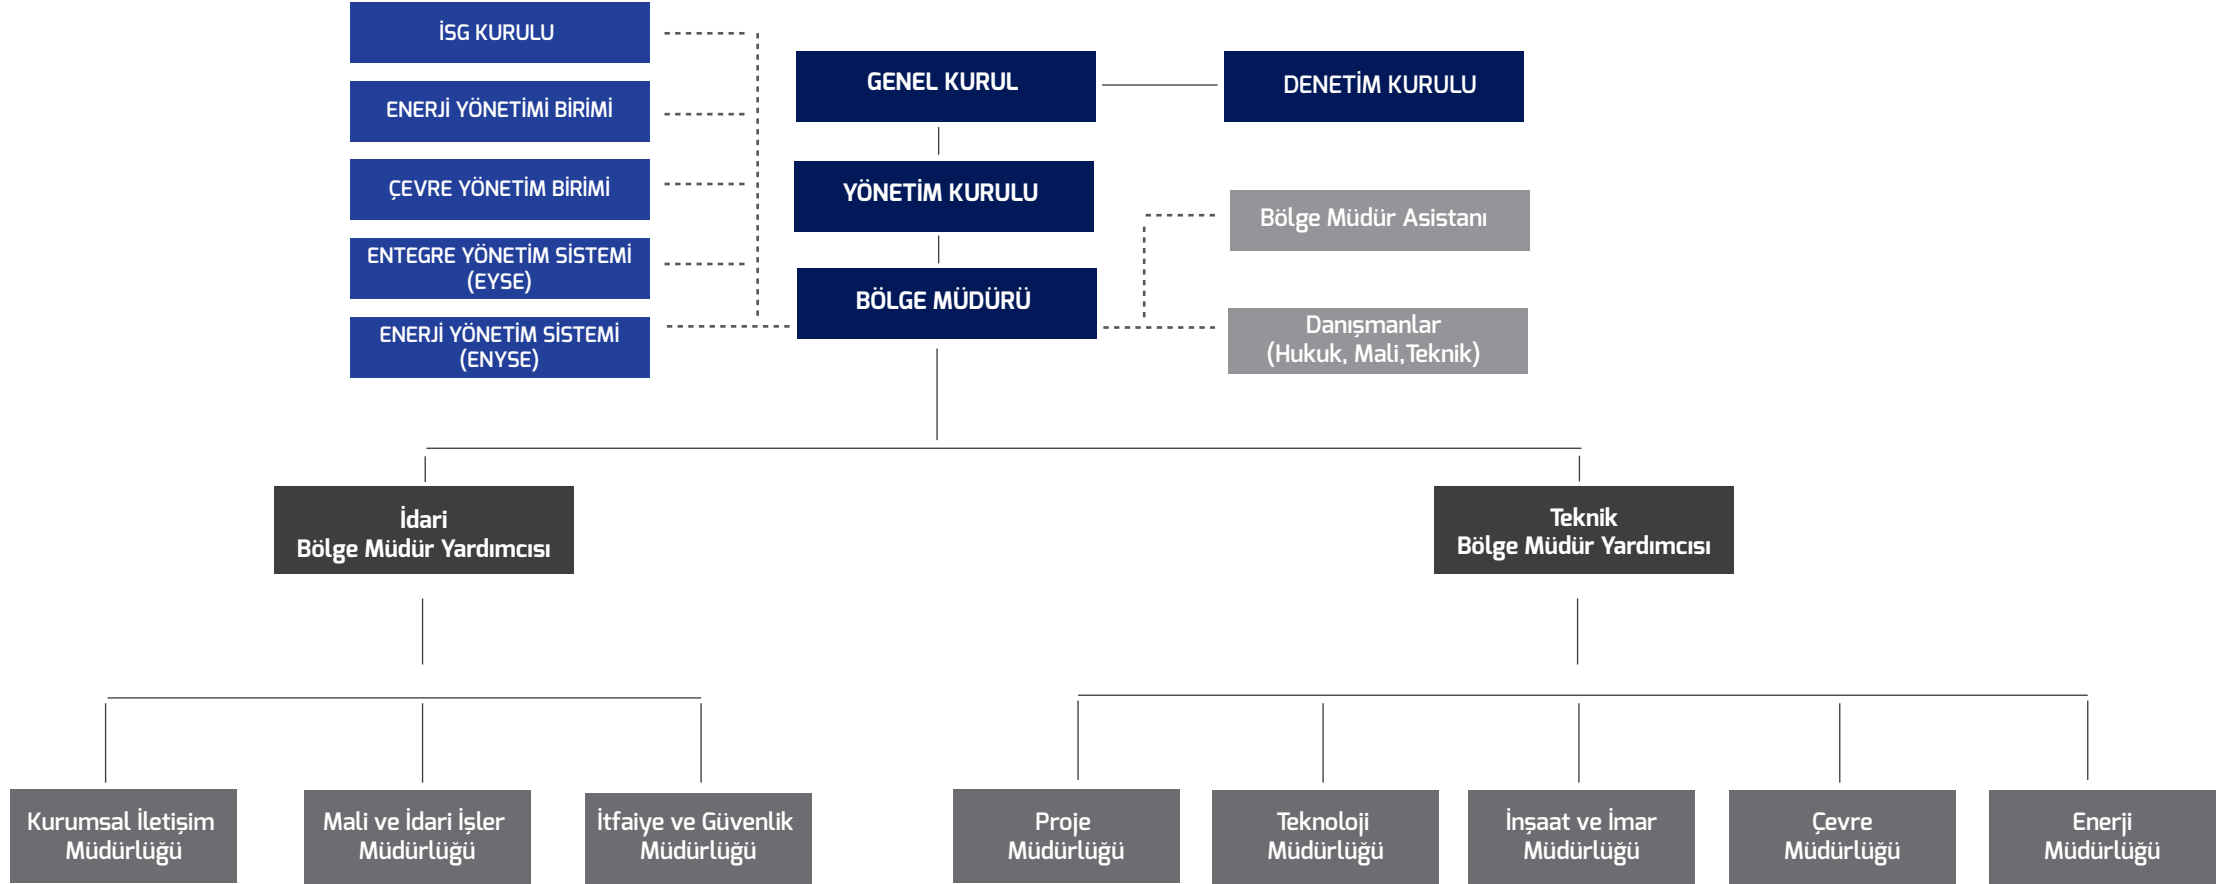 İSG KURULU
ENERJİ YÖNETİMİ BİRİMİ
ÇEVRE YÖNETİM BİRİMİ
ENTEGRE YÖNETİM SİSTEMİ
(EYSE)
ENERJİ YÖNETİM SİSTEMİ
(ENYSE)
GENEL KURUL
DENETİM KURULU
YÖNETİM KURULU
BÖLGE MÜDÜRÜ
Bölge Müdür Asistanı
Danışmanlar
(Hukuk, Mali,Teknik)
İdari
Bölge Müdür Yardımcısı
Teknik
Bölge Müdür Yardımcısı
Kurumsal İletişim
Müdürlüğü
Mali ve İdari İşler
Müdürlüğü
İtfaiye ve Güvenlik
Müdürlüğü
Proje
Müdürlüğü
Teknoloji
Müdürlüğü
İnşaat ve İmar
Müdürlüğü
Çevre
Müdürlüğü
Enerji
Müdürlüğü